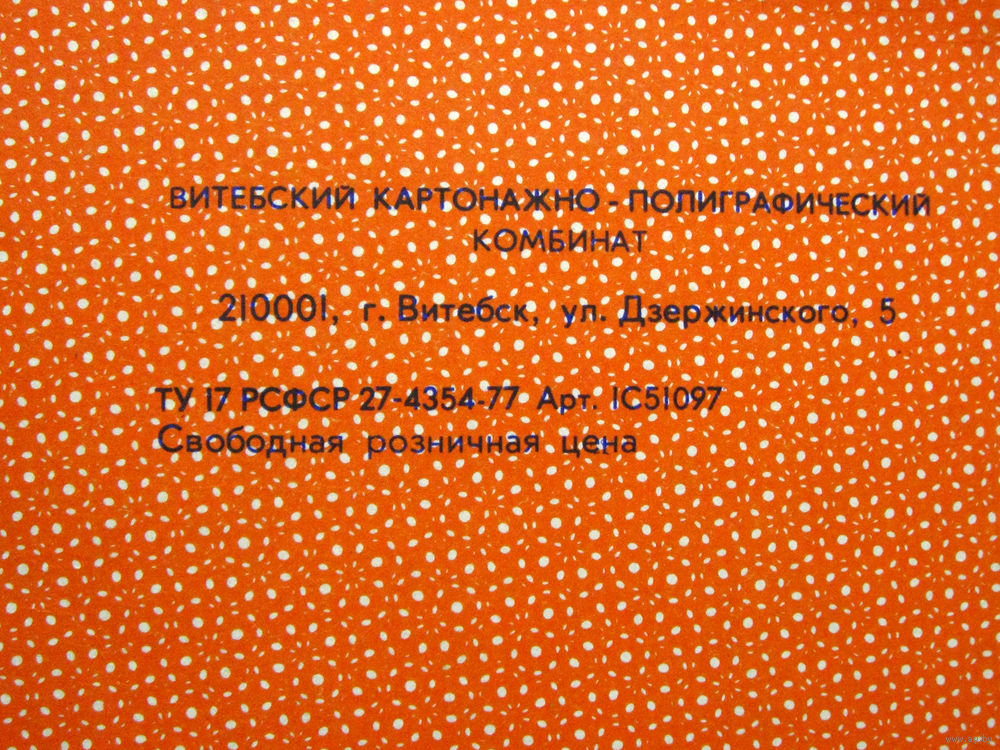 ВИТЕБСКИЙ КАРТОНАЖНО-ПОЛИГРАФИЧЕСКИЙ
КОМБИНАТ
210001, г. Витебск, ул. Дзержинского, 5
ТУ 17 РСФСР 27-4354-77 Арт. 1С51097
Свободная розничная цена